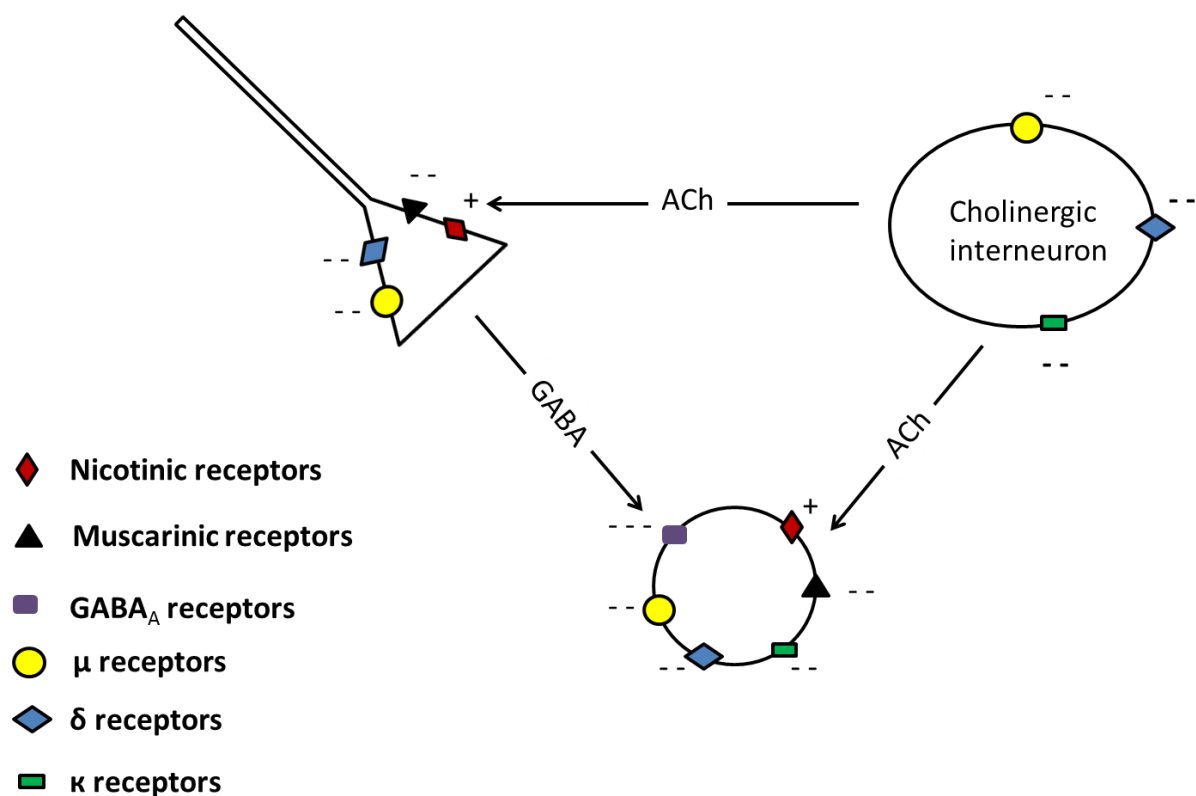 - -
- -
+
- -
ACh
Cholinergic
interneuron
- -
- -
- -
GABA
ACh
Nicotinic receptors
Muscarinic receptors
GABAA receptors
μ receptors
δ receptors
κ receptors
+
- - -
- -
- -
- -
- -